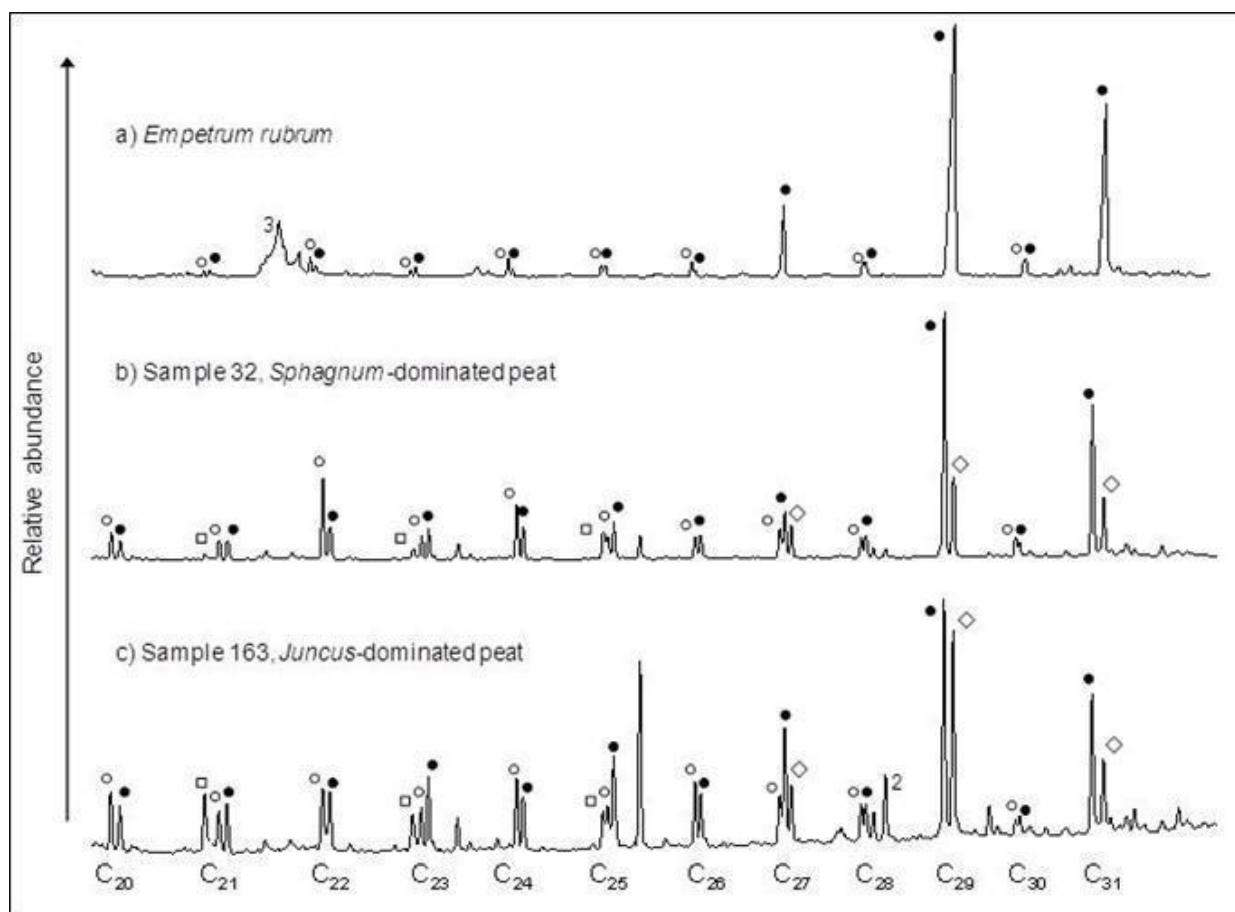 a) Empetrum rubrum
3
b) Sample 32, Sphagnum-dominated peat
Relative abundance
c) Sample 163, Juncus-dominated peat
2
C20 C21 C22 C23 C24 C25 C26 C27 C28 C29 C30 C31